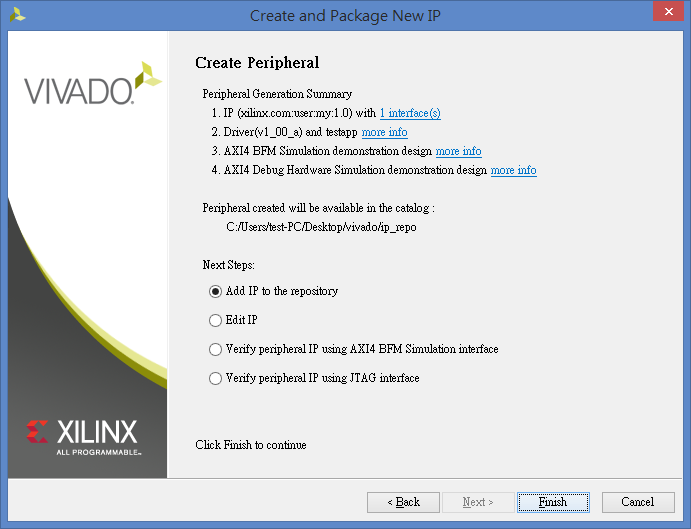 Create and Package New IP
VIVADO.
Create Peripheral
Peripheral Generation Summary
1. IP (xilinx.com:user:my:1.0) with 1 interface(s)
2. Driver(v1_00_a) and testapp more info
3. AXI4 BFM Simulation demonstration design more info
4. AXI4 Debug Hardware Simulation demonstration design more info
Peripheral created will be available in the catalog :
C:/Users/test-PC/Desktop/vivado/ip_repo
Next Steps:
Add IP to the repository
Edit IP
Verify peripheral IP using AXI4 BFM Simulation interface
Verify peripheral IP using JTAG interface
XILINX
ALL PROGRAMMABLE™
Click Finish to continue
< Back
Next >
Finish
Cancel